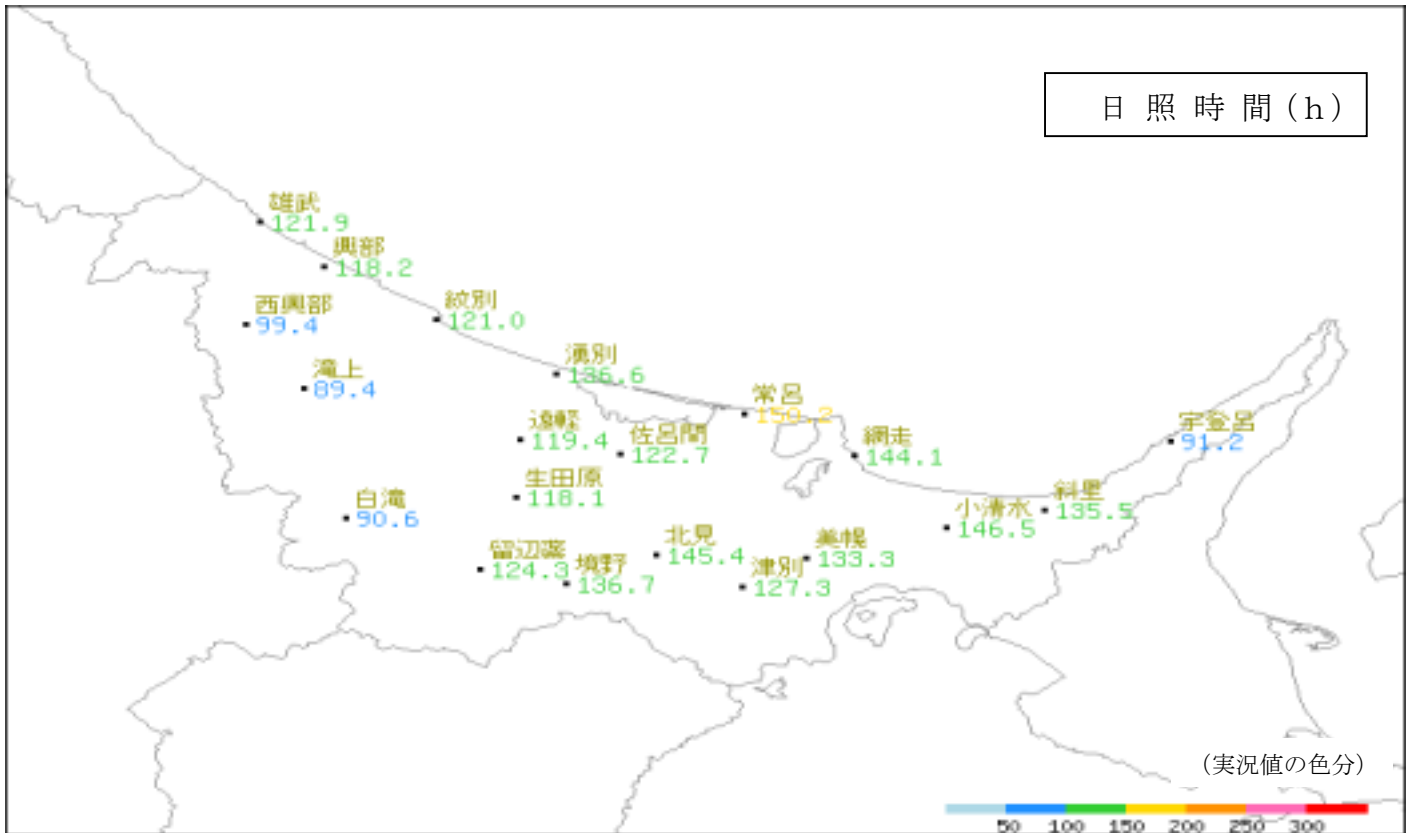 日照時間(h)
雄武
121.9
興部
118.2
西興部
99.4
紋別
121.0
滝上
89.4
湧別
136.6
常呂
150.2
遠軽
119.4
佐呂間
122.7
網走
144.1
宇登呂
91.2
生田原
118.1
白滝
90.6
小清水
146.5
斜里
135.5
留辺蘂
124.3
境野
136.7
北見
145.4
美幌
133.3
津別
127.3
(実況値の色分)
50 100 150 200 250 300